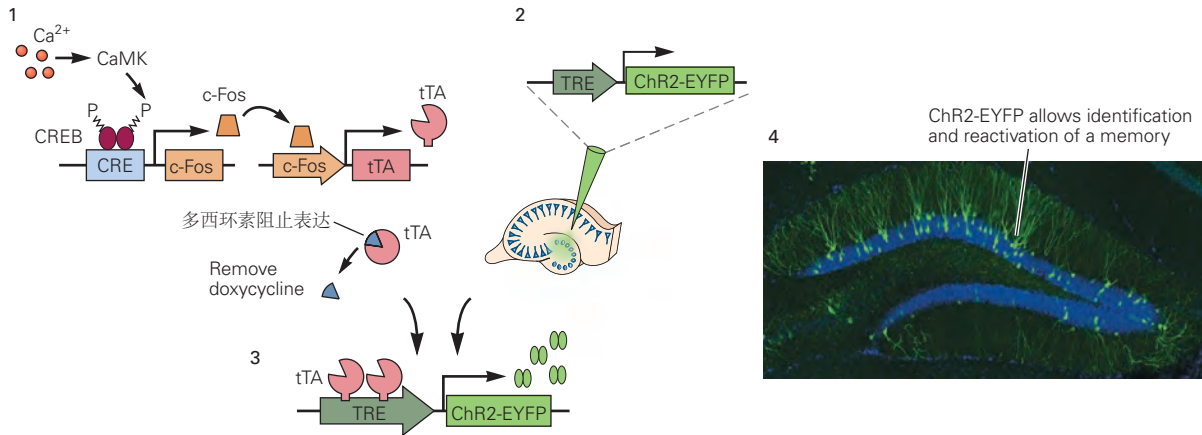 1
Ca2+
CaMK
P
P
CREB
CRE
c-Fos
c-Fos
c-Fos
tTA
tTA
多西环素阻止表达
tTA
Remove
doxycycline
2
TRE
ChR2-EYFP
3
tTA
TRE
ChR2-EYFP
4
ChR2-EYFP allows identification
and reactivation of a memory